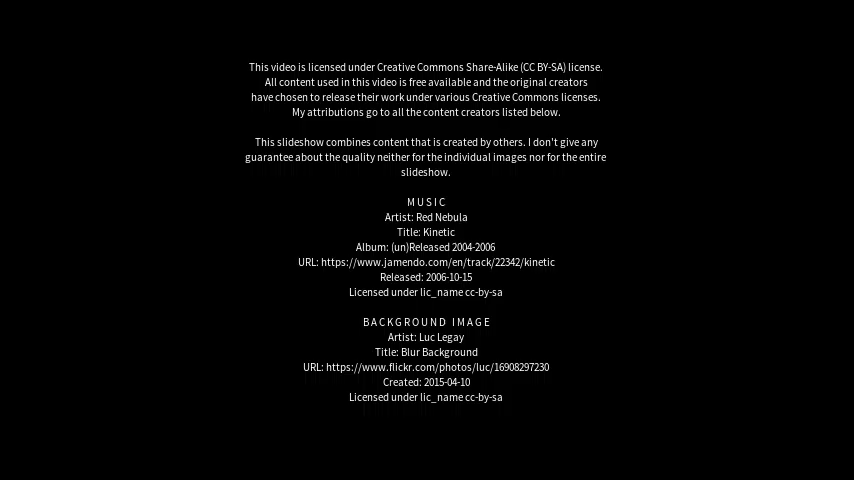 This video is licensed under Creative Commons Share-Alike (CC BY-SA) license.
All content used in this video is free available and the original creators
have chosen to release their work under various Creative Commons licenses.
My attributions go to all the content creators listed below.
This slideshow combines content that is created by others. I don't give any
guarantee about the quality neither for the individual images nor for the entire
slideshow.
MUSIC
Artist: Red Nebula
Title: Kinetic
Album: (un)Released 2004-2006
URL: https://www.jamendo.com/en/track/22342/kinetic
Released: 2006-10-15
Licensed under lic_name cc-by-sa
BACKGROUND IMAGE
Artist: Luc Legay
Title: Blur Background
URL: https://www.flickr.com/photos/luc/16908297230
Created: 2015-04-10
Licensed under lic_name cc-by-sa